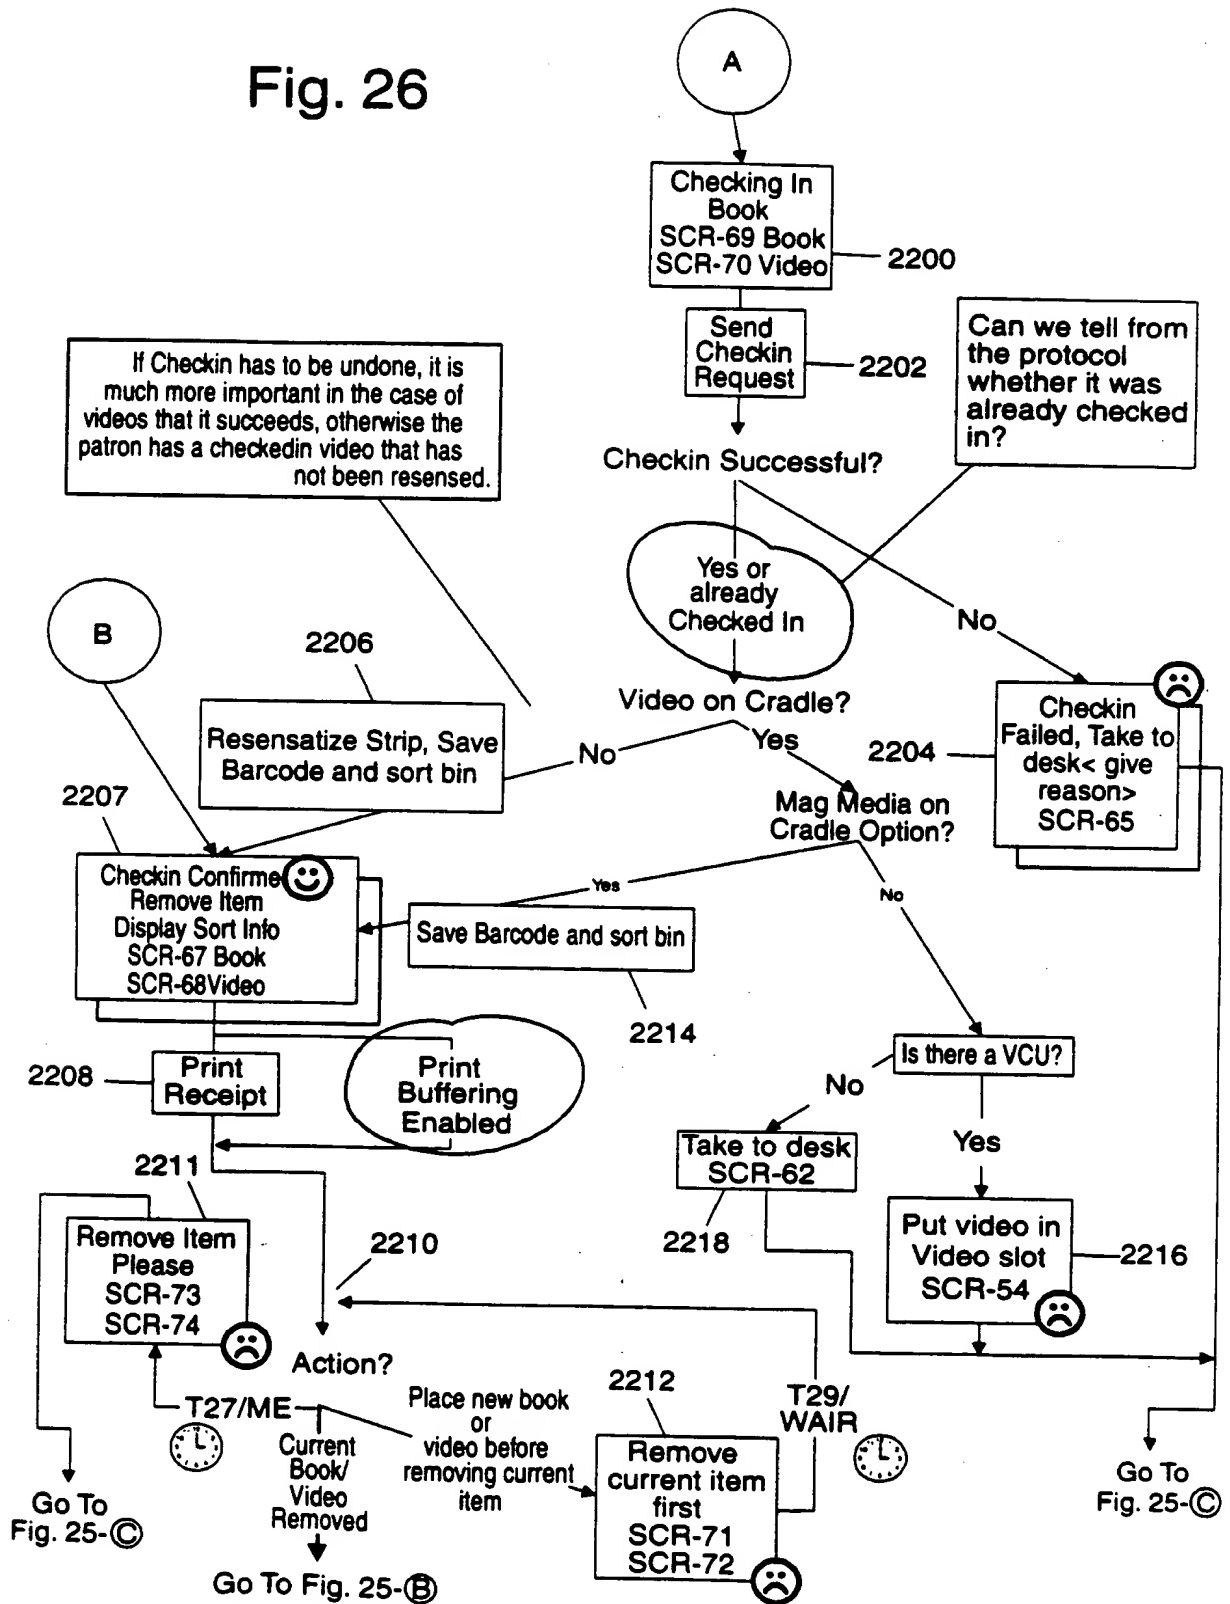 Fig. 26
A
Checking In
Book
SCR-69 Book
SCR-70 Video
2200
Send
Checkin
Request
2202
Can we tell from
the protocol
whether it was
already checked
in?
If Checkin has to be undone, it is
much more important in the case of
videos that it succeeds, otherwise the
patron has a checkedin video that has
not been resensed.
Checkin Successful?
Yes or
already
Checked In
No
B
2206
Resensatize Strip, Save
Barcode and sort bin
Video on Cradle?
No
Yes
2204
Checkin
Failed, Take to
desk< give
reason>
SCR-65
Mag Media on
Cradle Option?
Yes
No
2207
Checkin Confirme
Remove Item
Display Sort Info
SCR-67 Book
SCR-68Video
Save Barcode and sort bin
2214
Is there a VCU?
No
Yes
2208
Print
Receipt
Print
Buffering
Enabled
Take to desk
SCR-62
2218
Put video in
Video slot
SCR-54
2216
2211
Remove Item
Please
SCR-73
SCR-74
2210
Action?
T27/ME
Current
Book/
Video
Removed
Place new book
or
video before
removing current
item
2212
Remove
current item
first
SCR-71
SCR-72
T29/
WAIR
Go To
Fig. 25-C
Go To Fig. 25-B
Go To
Fig. 25-C